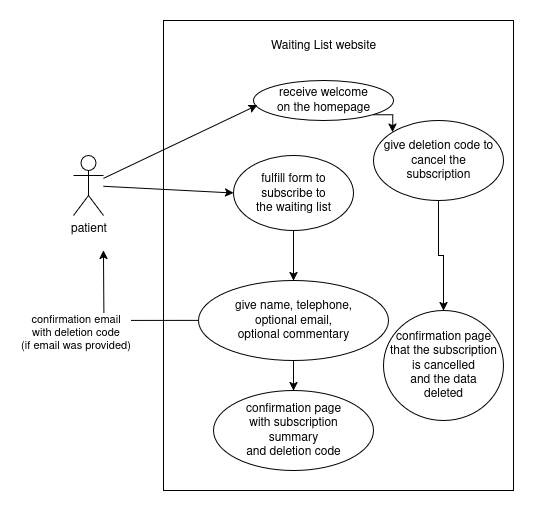 Waiting List website
receive welcome
on the homepage
give deletion code to
cancel the
subscription
fulfill form to
subscribe to
the waiting list
patient
give name, telephone,
optional email,
optional commentary
confirmation email
with deletion code
(if email was provided)
confirmation page
that the subscription
is cancelled
and the data
deleted
confirmation page
with subscription
summary
and deletion code